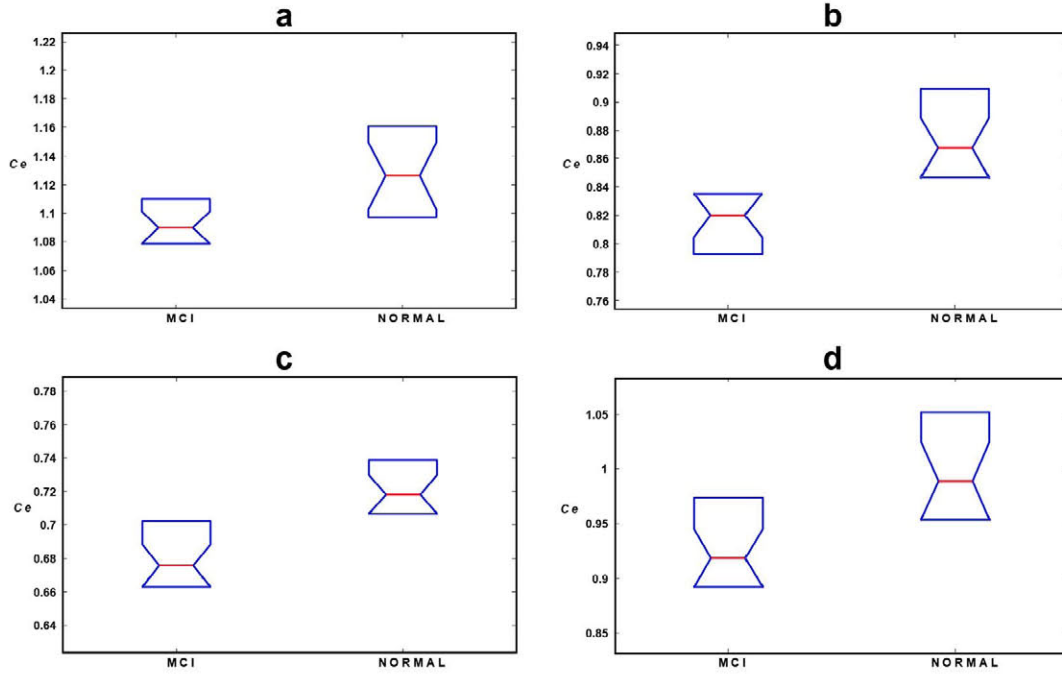 a
1.22
1.2
1.18
1.16
1.14
1.12
1.1
1.08
1.06
1.04
Ce
MCI NORMAL
b
0.94
0.92
0.9
0.88
0.86
0.84
0.82
0.8
0.78
0.76
Ce
MCI NORMAL
c
0.78
0.76
0.74
0.72
0.7
0.68
0.66
0.64
Ce
MCI NORMAL
d
1.05
1
0.95
0.9
0.85
Ce
MCI NORMAL